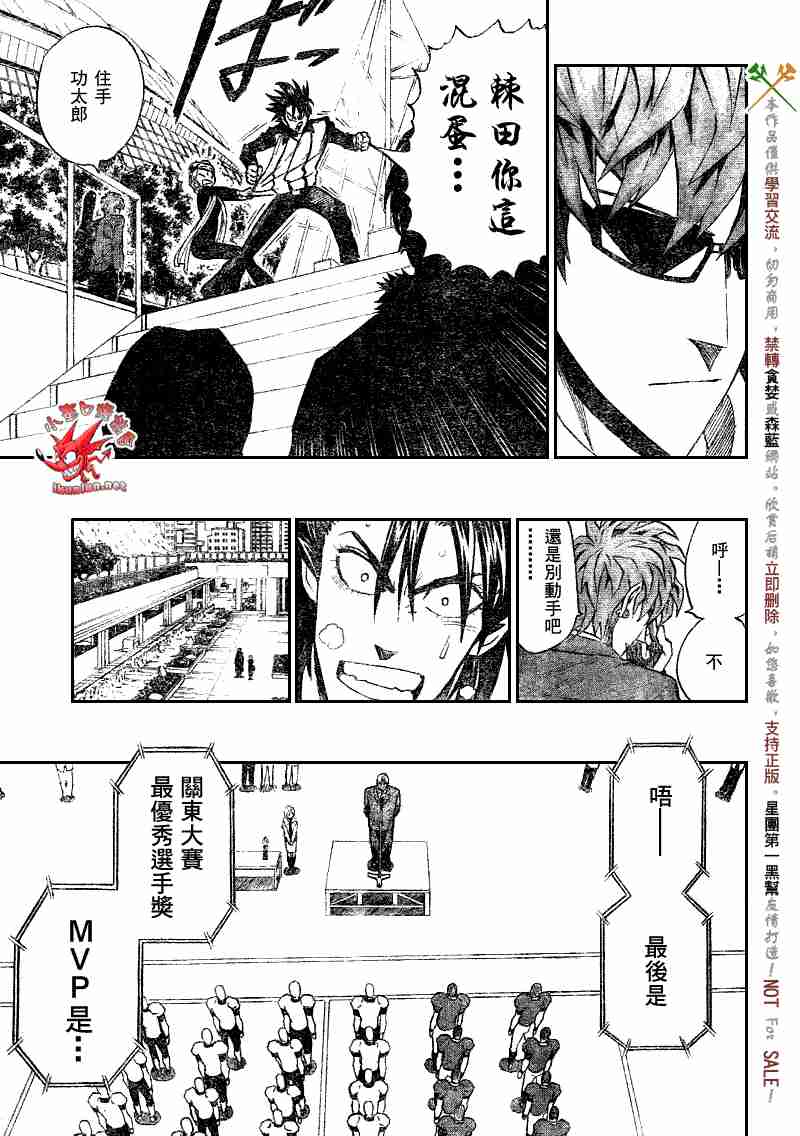 棘田你這
混蛋…
住手
功太郎
ば
呼—…
不
………
還是別動手吧
唔——
最後是
關東大賽
最優秀選手獎
MVP是…
本作品僅供學習交流，切勿商用，禁轉貪婪或森藍網站。欣賞后請立即刪除，如您喜歡，支持正版。星團第一黑幫友情打造！NOT For SALE！